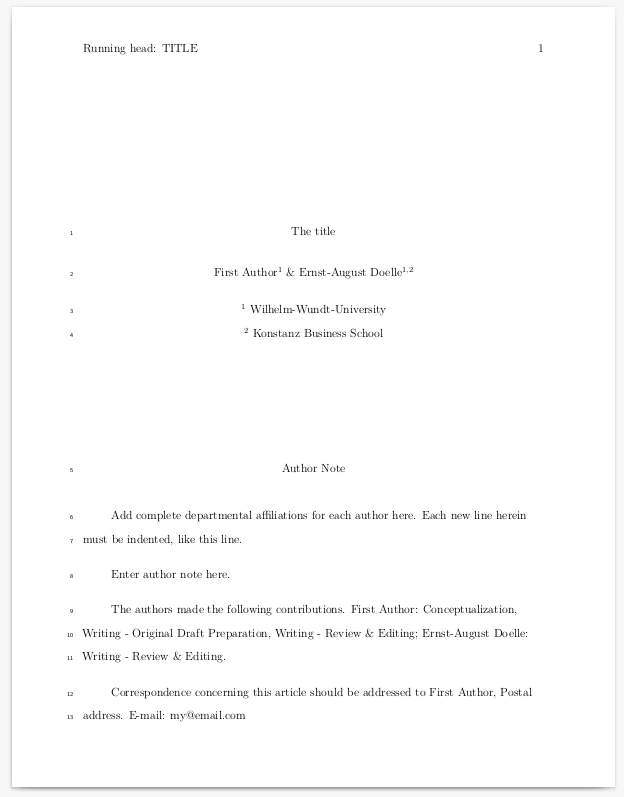 Running head: TITLE 1
1 The title
2 First Author¹ & Ernst-August Doelle¹,²
3 ¹ Wilhelm-Wundt-University
4 ² Konstanz Business School
5 Author Note
6 Add complete departmental affiliations for each author here. Each new line herein
7 must be indented, like this line.
8 Enter author note here.
9 The authors made the following contributions. First Author: Conceptualization,
10 Writing - Original Draft Preparation, Writing - Review & Editing; Ernst-August Doelle:
11 Writing - Review & Editing.
12 Correspondence concerning this article should be addressed to First Author, Postal
13 address. E-mail: my@email.com